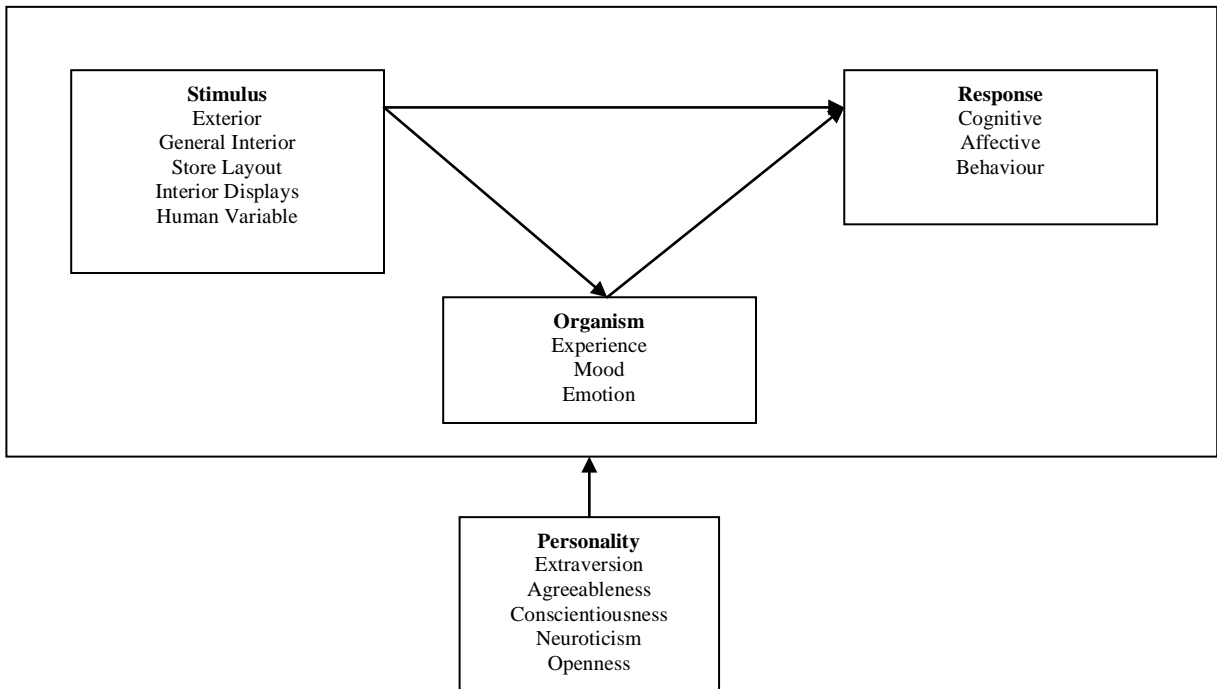 Stimulus
Exterior
General Interior
Store Layout
Interior Displays
Human Variable
Response
Cognitive
Affective
Behaviour
Organism
Experience
Mood
Emotion
Personality
Extraversion
Agreeableness
Conscientiousness
Neuroticism
Openness